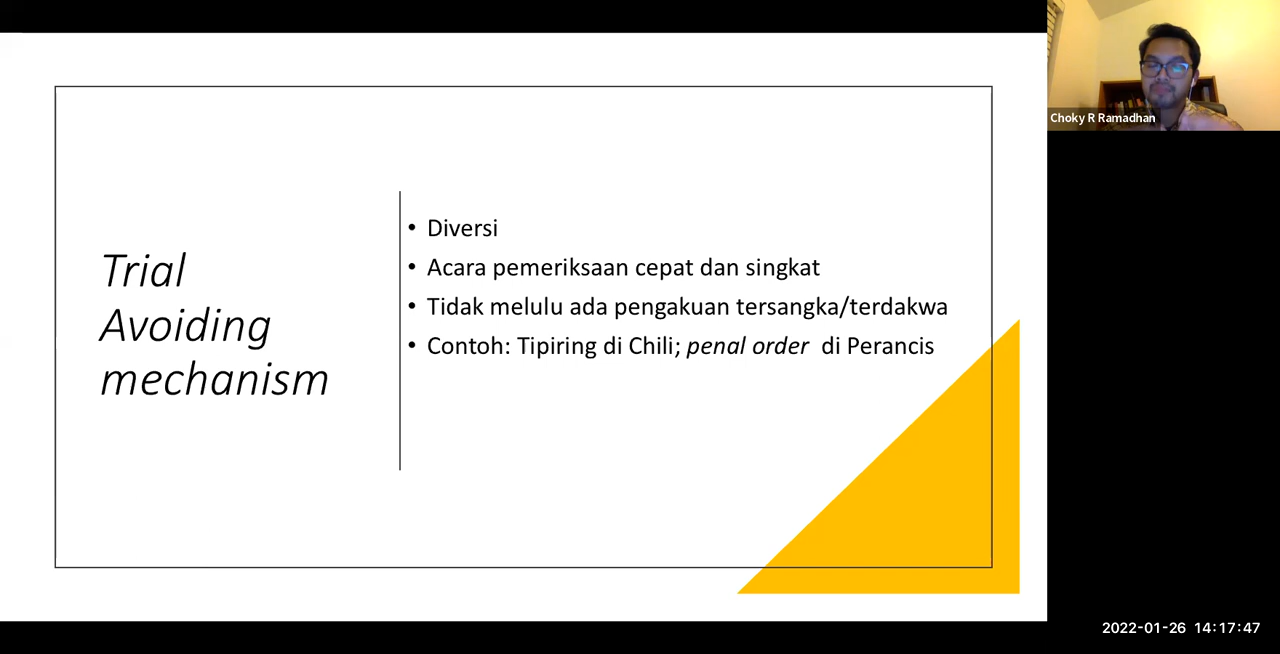 Trial
Avoiding
mechanism
• Diversi
• Acara pemeriksaan cepat dan singkat
• Tidak melulu ada pengakuan tersangka/terdakwa
• Contoh: Tipiring di Chili; penal order di Perancis
Choky R Ramadhan
2022-01-26 14:17:47